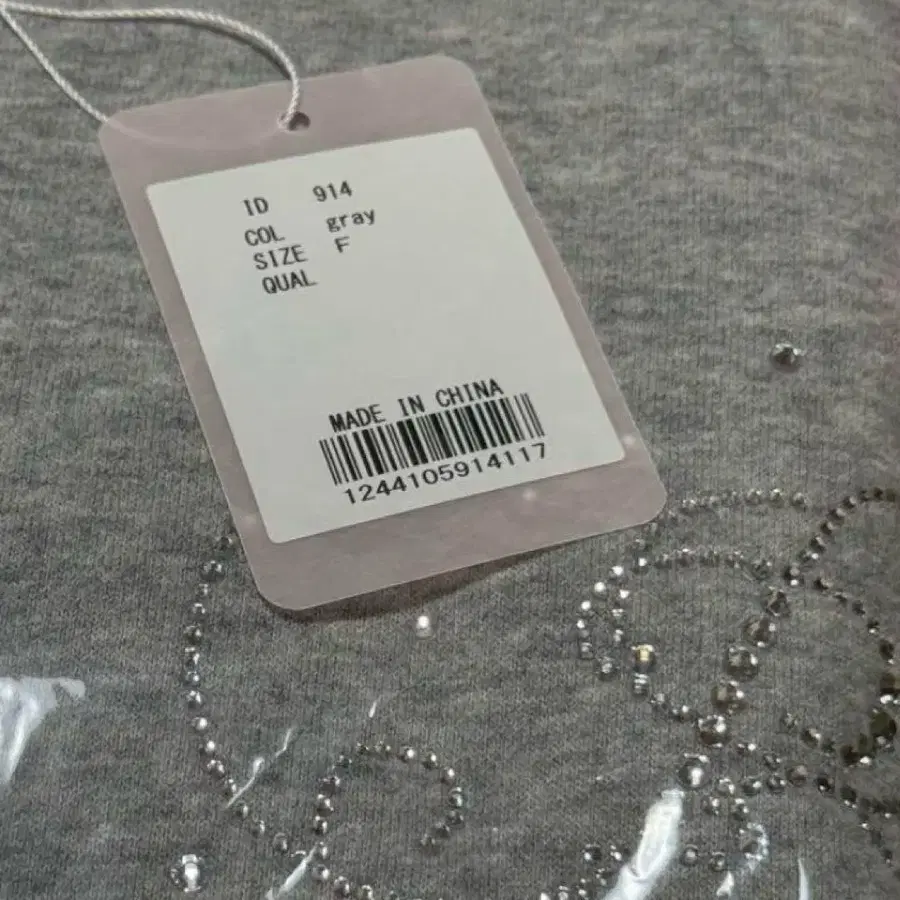 ID 914
COL gray
SIZE F
QUAL
MADE IN CHINA
1244105914117